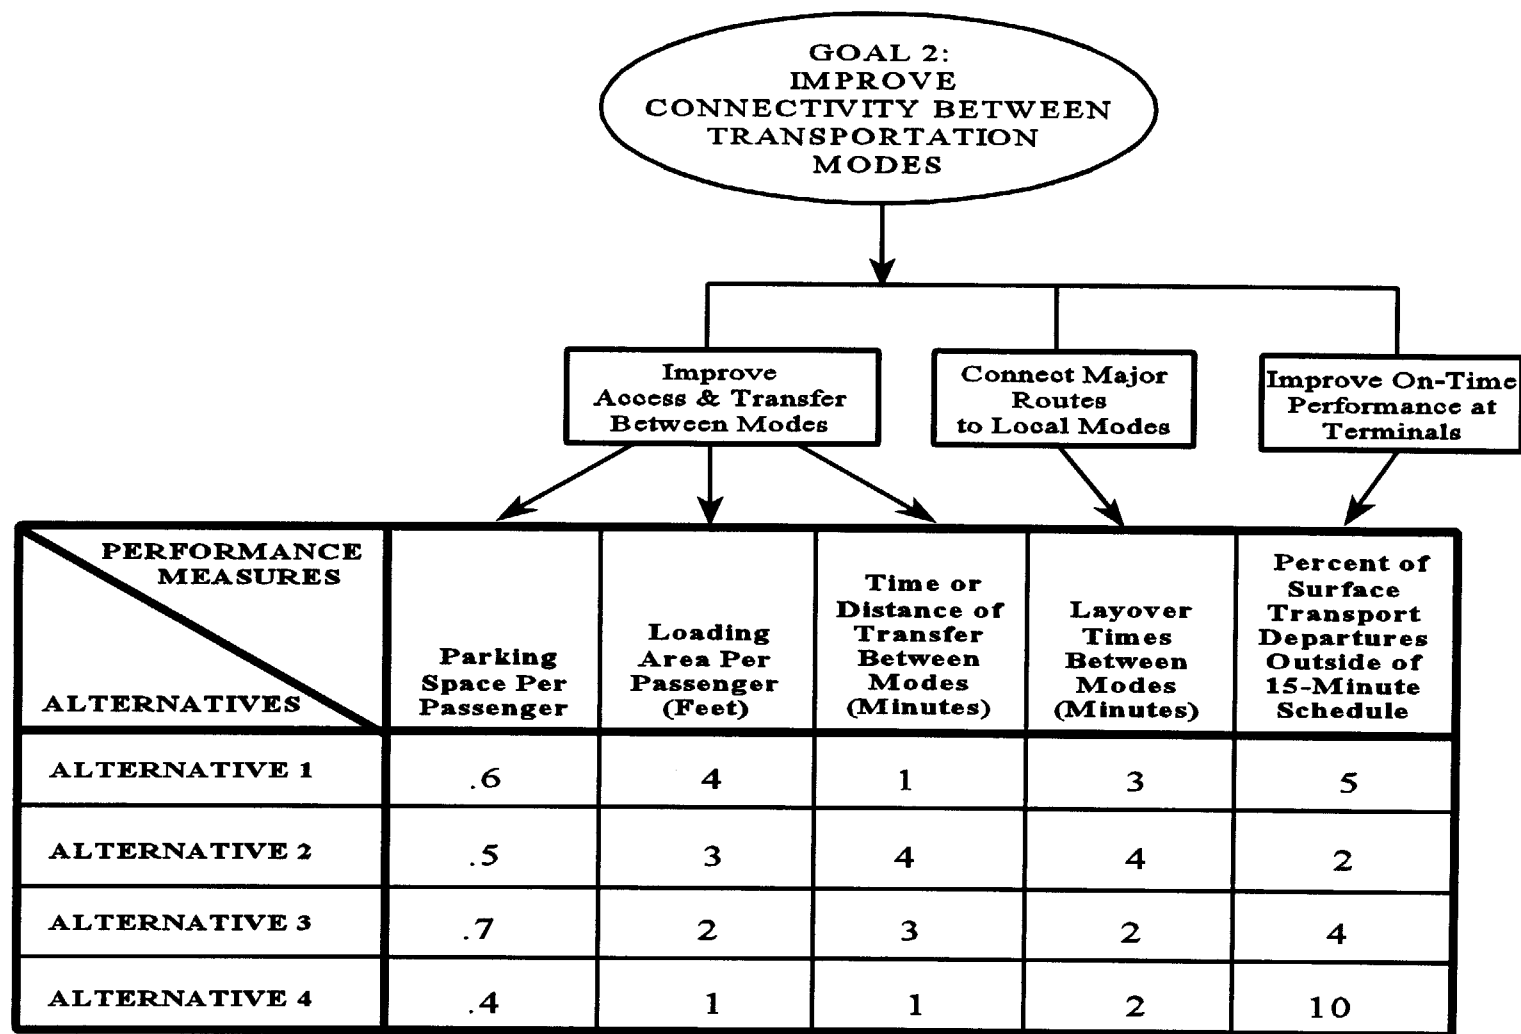 GOAL 2:
IMPROVE
CONNECTIVITY BETWEEN
TRANSPORTATION
MODES
Improve
Access & Transfer
Between Modes
Connect Major
Routes
to Local Modes
Improve On-Time
Performance at
Terminals
PERFORMANCE
MEASURES
ALTERNATIVES
Parking
Space Per
Passenger
Loading
Area Per
Passenger
(Feet)
Time or
Distance of
Transfer
Between
Modes
(Minutes)
Layover
Times
Between
Modes
(Minutes)
Percent of
Surface
Transport
Departures
Outside of
15-Minute
Schedule
ALTERNATIVE 1 .6 4 1 3 5
ALTERNATIVE 2 .5 3 4 4 2
ALTERNATIVE 3 .7 2 3 2 4
ALTERNATIVE 4 .4 1 1 2 10